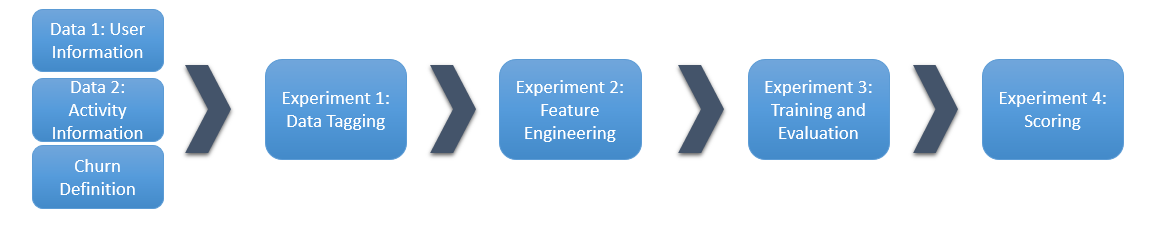 Data 1: User
Information
Data 2:
Activity
Information
Churn
Definition
Experiment 1:
Data Tagging
Experiment 2:
Feature
Engineering
Experiment 3:
Training and
Evaluation
Experiment 4:
Scoring